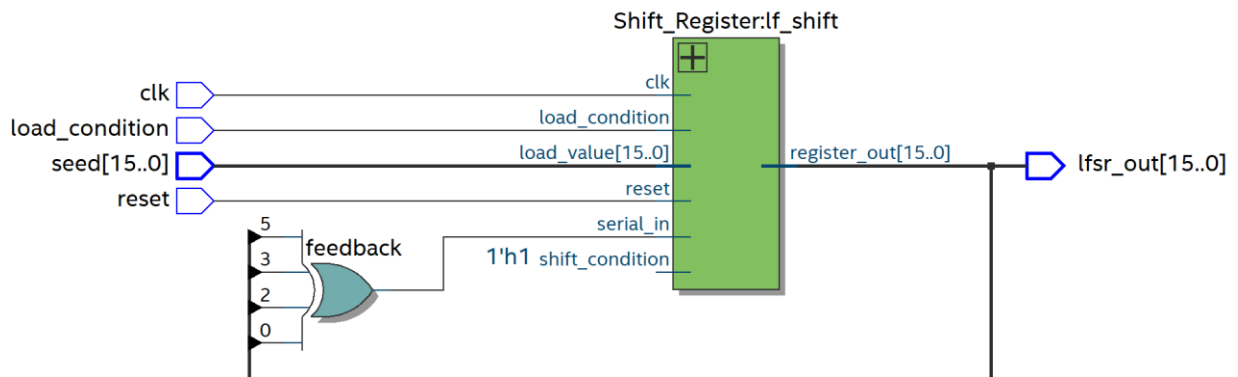 Shift_Register:lf_shift
clk
clk
load_condition
load_condition
seed[15..0]
load_value[15..0]
register_out[15..0]
lfsr_out[15..0]
reset
reset
5
feedback
serial_in
3
1'h1 shift_condition
2
0